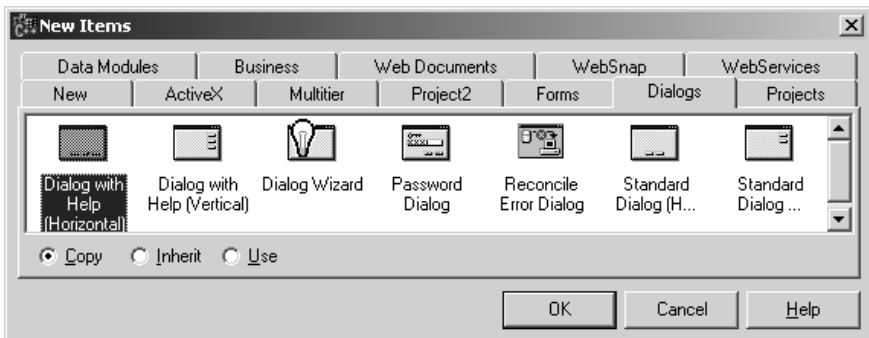 New Items
Data Modules Business Web Documents WebSnap WebServices
New ActiveX Multitier Project2 Forms Dialogs Projects
Dialog with Dialog with Dialog Wizard Password Reconcile Standard Standard
Help Help (Vertical) Dialog Error Dialog Dialog (H... Dialog ...
(Horizontal)
Copy Inherit Use
OK Cancel Help